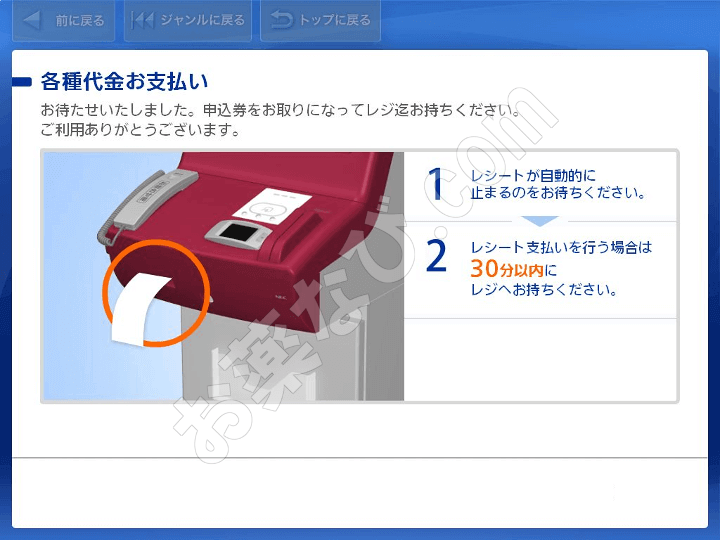 前に戻る
ジャンルに戻る
トップに戻る
各種代金お支払い
お待たせいたしました。申込券をお取りになってレジ迄お持ちください。
ご利用ありがとうございます。
1
レシートが自動的に
止まるのをお待ちください。
2
レシート支払いを行う場合は
30分以内に
レジへお持ちください。
お薬なび.com